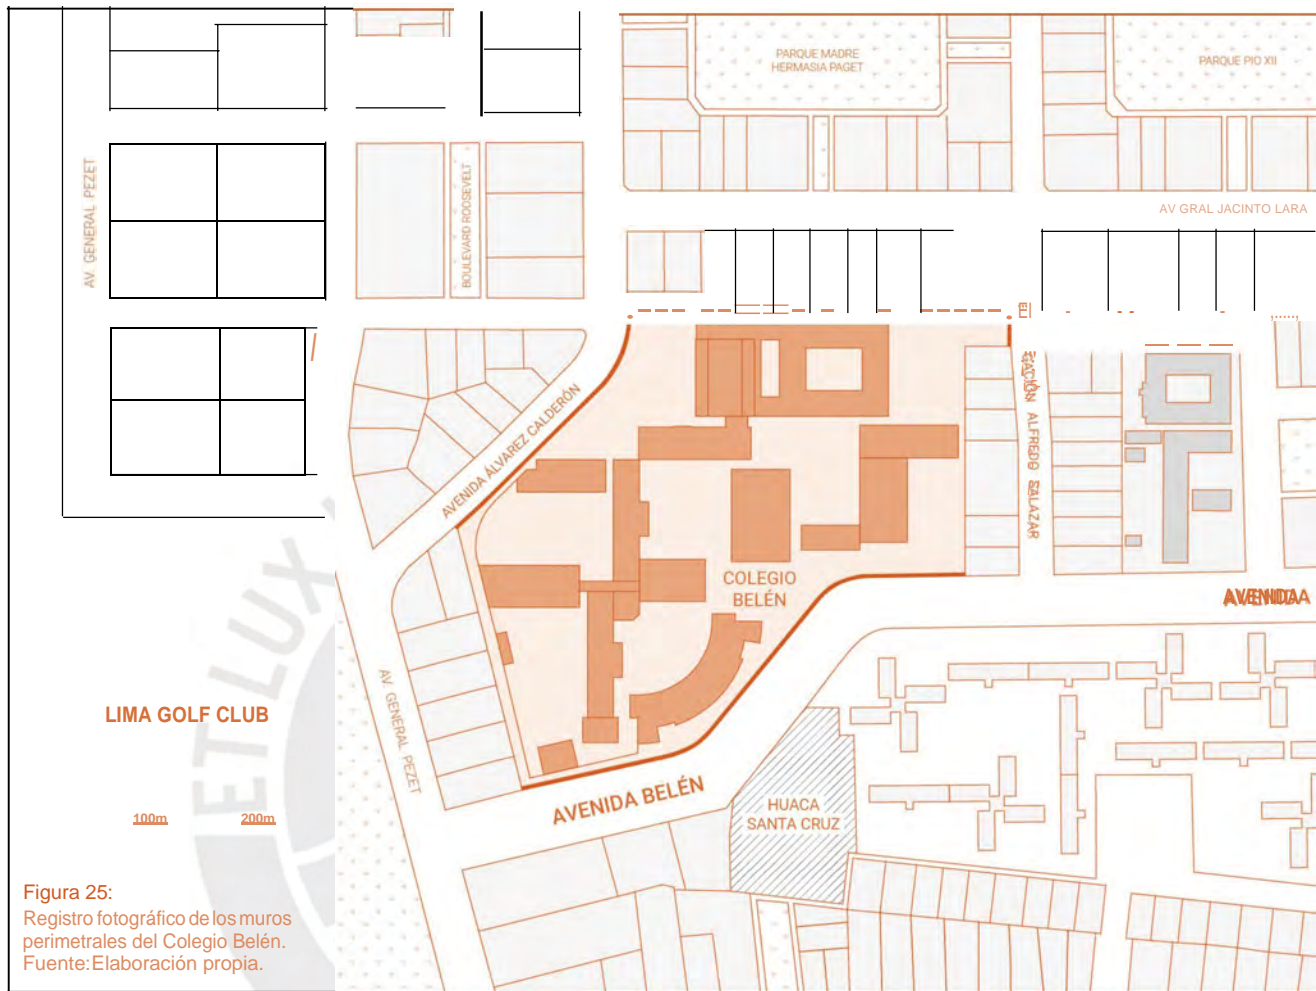 PARQUE MADRE
HERMASIA PAGET
PARQUE PIO XII
AV. GENERAL PEZET
BOULEVARD ROOSEVELT
AV GRAL JACINTO LARA
AVENIDA ÁLVAREZ CALDERÓN
ALFREDO SALAZAR
COLEGIO
BELÉN
AVENIDA
AV. GENERAL PEZET
LIMA GOLF CLUB
AVENIDA BELÉN
HUACA
SANTA CRUZ
100m 200m
ET LUX
Figura 25:
Registro fotográfico de los muros
perimetrales del Colegio Belén.
Fuente:Elaboración propia.